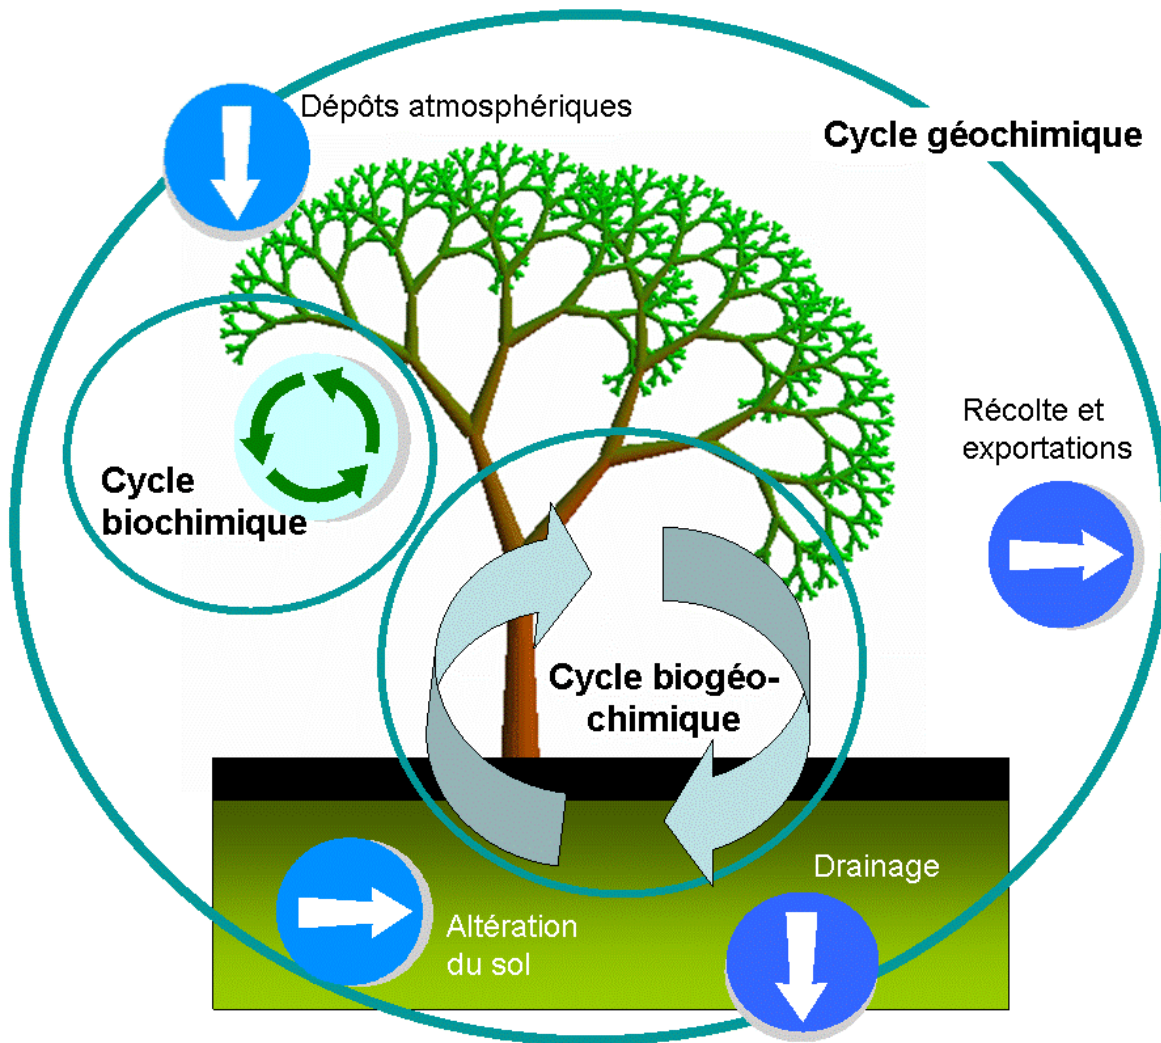 Dépôts atmosphériques
Cycle géochimique
Récolte et
exportations
Cycle
biochimique
Cycle biogéo-
chimique
Drainage
Altération
du sol